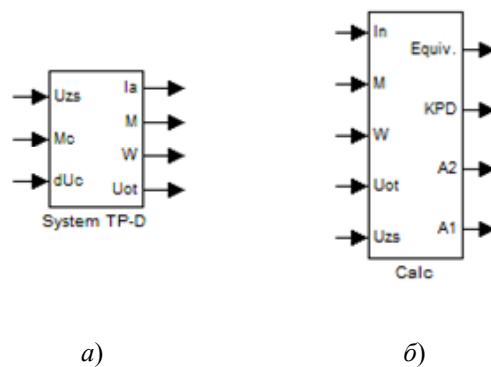 Uzs
Mc
dUc
Ia
M
W
Uot
System TP-D
In
M
W
Uot
Uzs
Equiv.
KPD
A2
A1
Calc
а)
б)